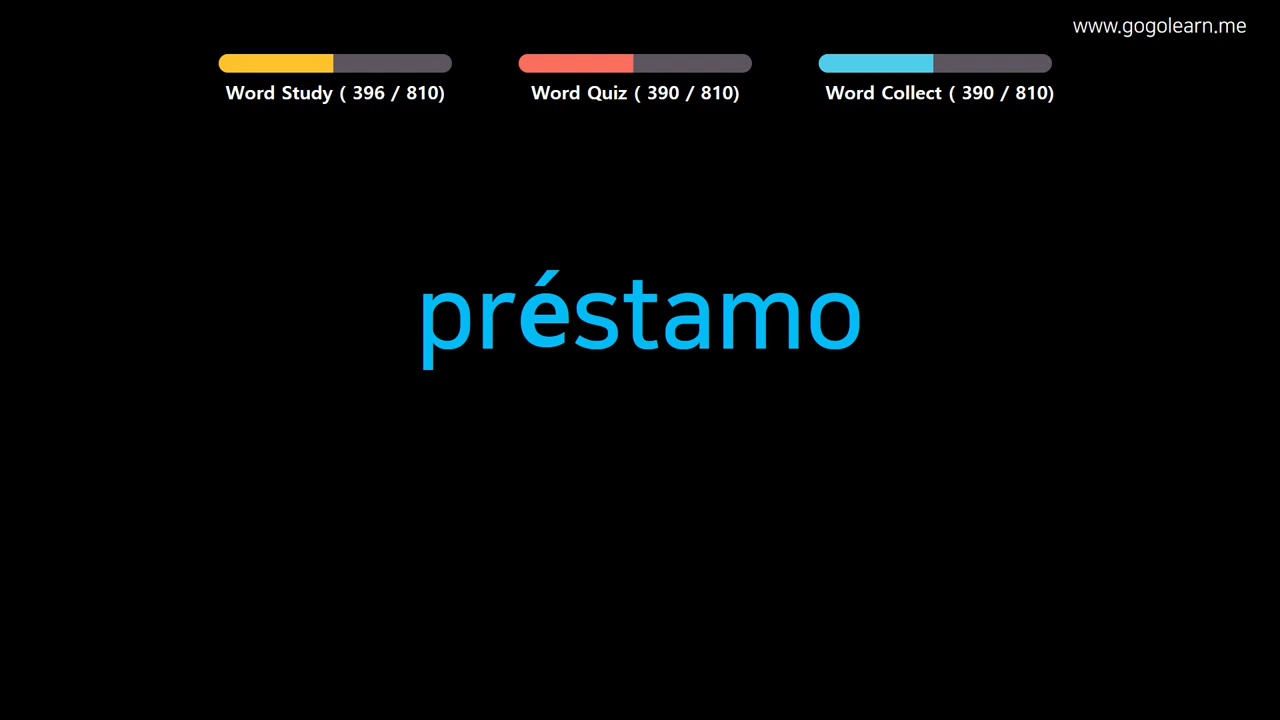 www.gogolearn.me
Word Study ( 396 / 810)
Word Quiz ( 390 / 810)
Word Collect ( 390 / 810)
préstamo